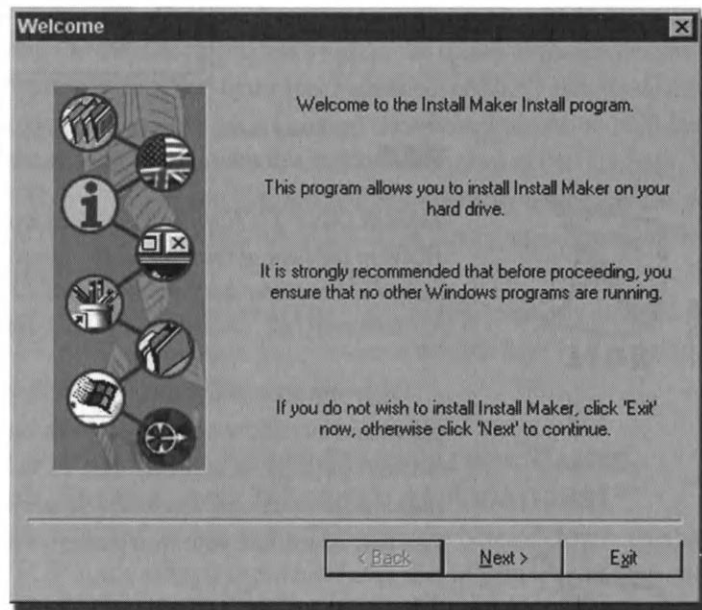 Welcome
Welcome to the Install Maker Install program.
This program allows you to install Install Maker on your
hard drive.
It is strongly recommended that before proceeding, you
ensure that no other Windows programs are running.
If you do not wish to install Install Maker, click 'Exit'
now, otherwise click 'Next' to continue.
< Back
Next >
Exit